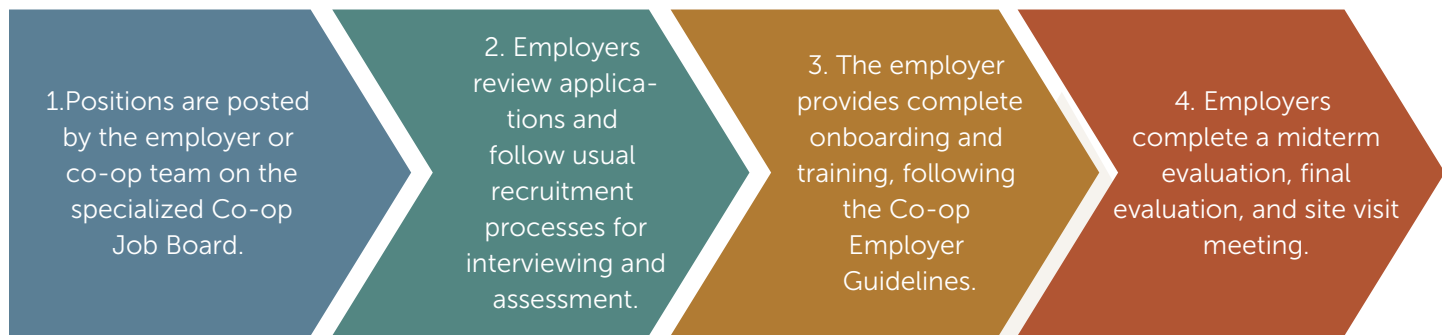 1.Positions are posted
by the employer or
co-op team on the
specialized Co-op
Job Board.
2. Employers
review applica-
tions and
follow usual
recruitment
processes for
interviewing and
assessment.
3. The employer
provides complete
onboarding and
training, following
the Co-op
Employer
Guidelines.
4. Employers
complete a midterm
evaluation, final
evaluation, and site visit
meeting.